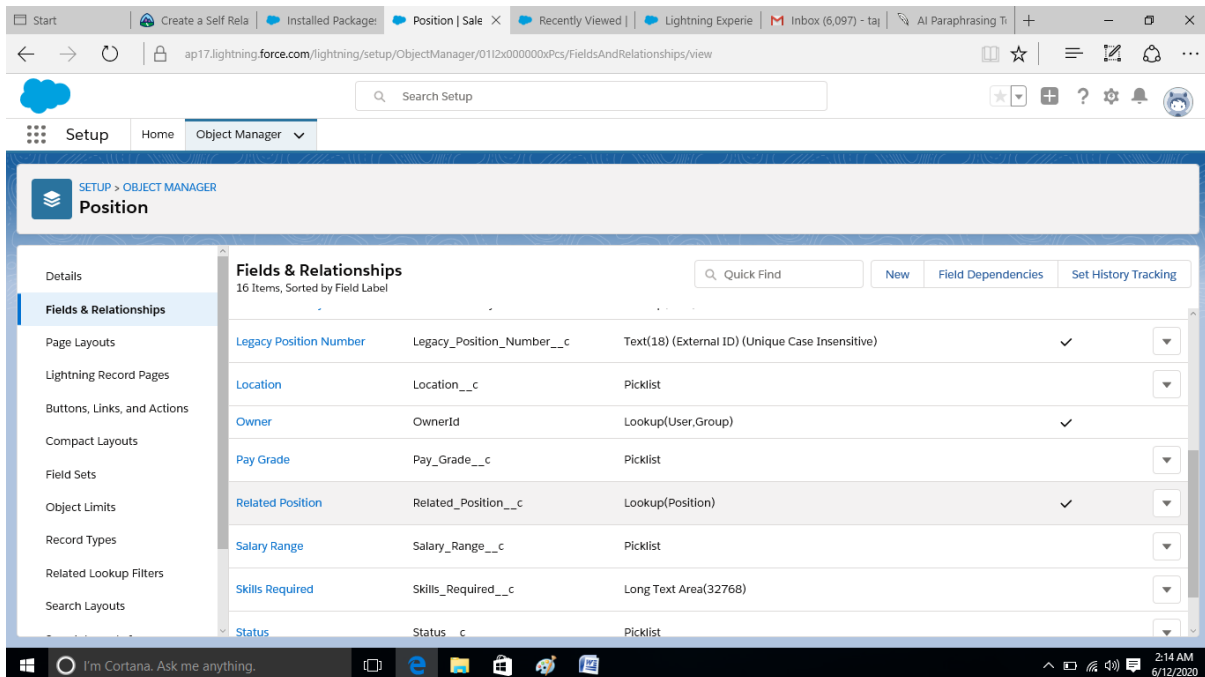 Start
Create a Self Rela
Installed Package:
Position | Sale
Recently Viewed |
Lightning Experie
Inbox (6,097) - ta
AI Paraphrasing T
ap17.lightning.force.com/lightning/setup/ObjectManager/01I2x000000xPcs/FieldsAndRelationships/view
Search Setup
Setup
Home
Object Manager
SETUP > OBJECT MANAGER
Position
Details
Fields & Relationships
Page Layouts
Lightning Record Pages
Buttons, Links, and Actions
Compact Layouts
Field Sets
Object Limits
Record Types
Related Lookup Filters
Search Layouts
Fields & Relationships
16 Items, Sorted by Field Label
Quick Find
New
Field Dependencies
Set History Tracking
Legacy Position Number Legacy_Position_Number__c Text(18) (External ID) (Unique Case Insensitive)
Location Location__c Picklist
Owner OwnerId Lookup(User,Group)
Pay Grade Pay_Grade__c Picklist
Related Position Related_Position__c Lookup(Position)
Salary Range Salary_Range__c Picklist
Skills Required Skills_Required__c Long Text Area(32768)
Status Status__c Picklist
I'm Cortana. Ask me anything.
2:14 AM
6/12/2020